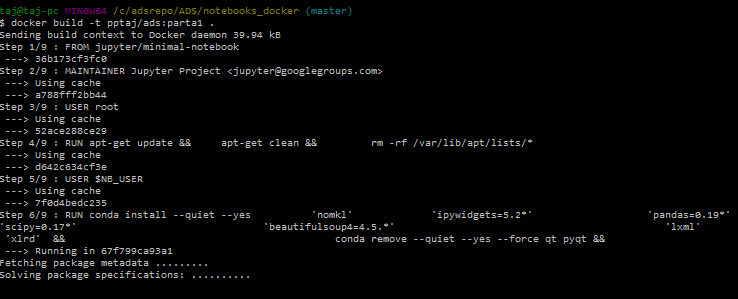 taj@taj-pc MINGW64 /c/adsrepo/ADS/notebooks_docker (master)
$ docker build -t pptaj/ads:parta1 .
Sending build context to Docker daemon 39.94 kB
Step 1/9 : FROM jupyter/minimal-notebook
 ---> 36b173cf3fc0
Step 2/9 : MAINTAINER Jupyter Project <jupyter@googlegroups.com>
 ---> Using cache
 ---> a788fff2bb44
Step 3/9 : USER root
 ---> Using cache
 ---> 52ace288ce29
Step 4/9 : RUN apt-get update &&     apt-get clean &&         rm -rf /var/lib/apt/lists/*
 ---> Using cache
 ---> d642c634cf3e
Step 5/9 : USER $NB_USER
 ---> Using cache
 ---> 7f0d4bedc235
Step 6/9 : RUN conda install --quiet --yes         'nomkl'             'ipywidgets=5.2*'                   'pandas=0.19*'
'scipy=0.17*'                             'beautifulsoup4=4.5.*'                                         'lxml'
 'xlrd'  &&                                         conda remove --quiet --yes --force qt pyqt &&
 ---> Running in 67f799ca93a1
Fetching package metadata .........
Solving package specifications: ..........